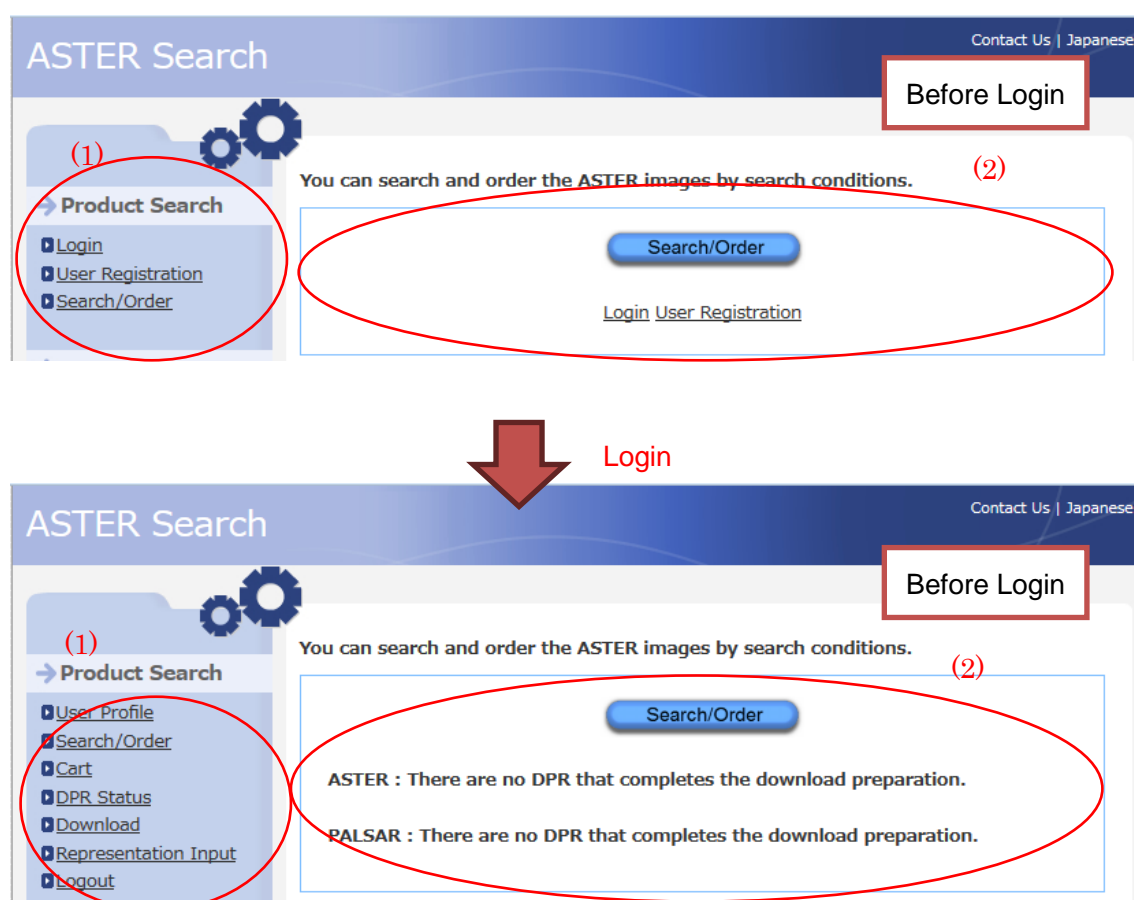 Contact Us | Japanese
ASTER Search
Before Login
(1)
(2)
You can search and order the ASTER images by search conditions.
Product Search
Login
Search/Order
User Registration
Search/Order
Login User Registration
Login
Contact Us | Japanese
ASTER Search
Before Login
(1)
You can search and order the ASTER images by search conditions.
(2)
Product Search
User Profile
Search/Order
Search/Order
Cart
ASTER : There are no DPR that completes the download preparation.
DPR Status
Download
PALSAR : There are no DPR that completes the download preparation.
Representation Input
Logout